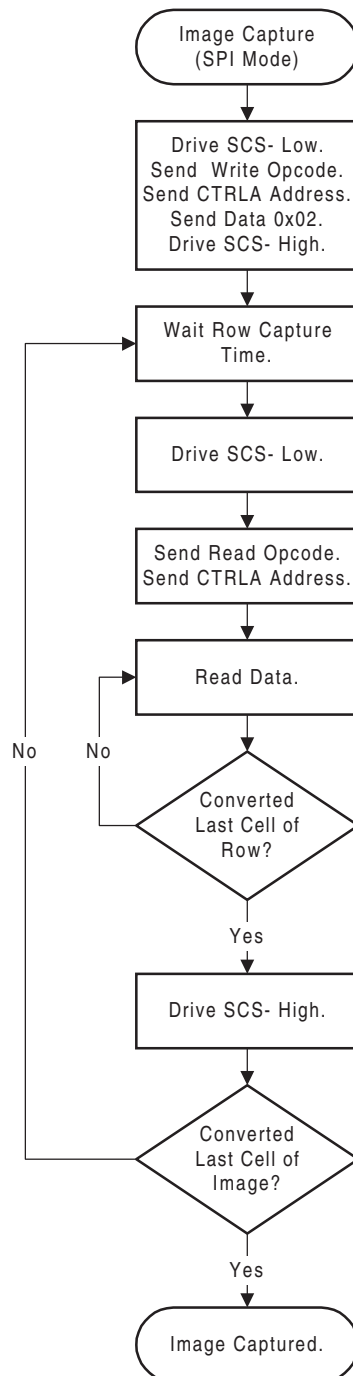 Image Capture
(SPI Mode)
Drive SCS- Low.
Send Write Opcode.
Send CTRLA Address.
Send Data 0x02.
Drive SCS- High.
Wait Row Capture
Time.
Drive SCS- Low.
Send Read Opcode.
Send CTRLA Address.
Read Data.
No
No
Converted
Last Cell of
Row?
Yes
Drive SCS- High.
Converted
Last Cell of
Image?
Yes
Image Captured.